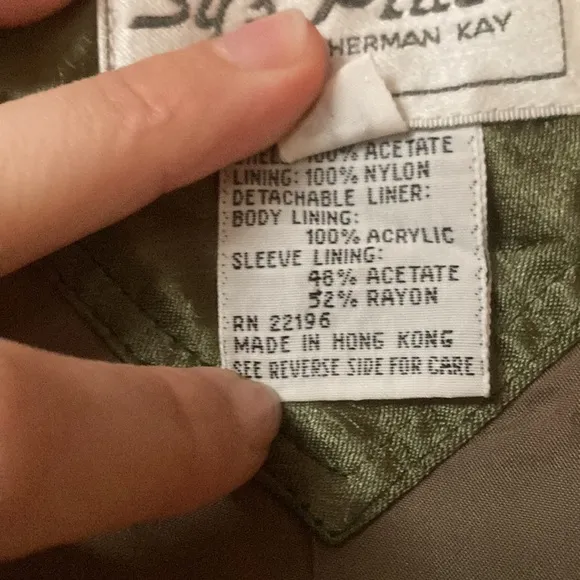 HERMAN KAY
SHELL: 100% ACETATE
LINING: 100% NYLON
DETACHABLE LINER:
BODY LINING:
100% ACRYLIC
SLEEVE LINING:
48% ACETATE
52% RAYON
RN 22196
MADE IN HONG KONG
SEE REVERSE SIDE FOR CARE